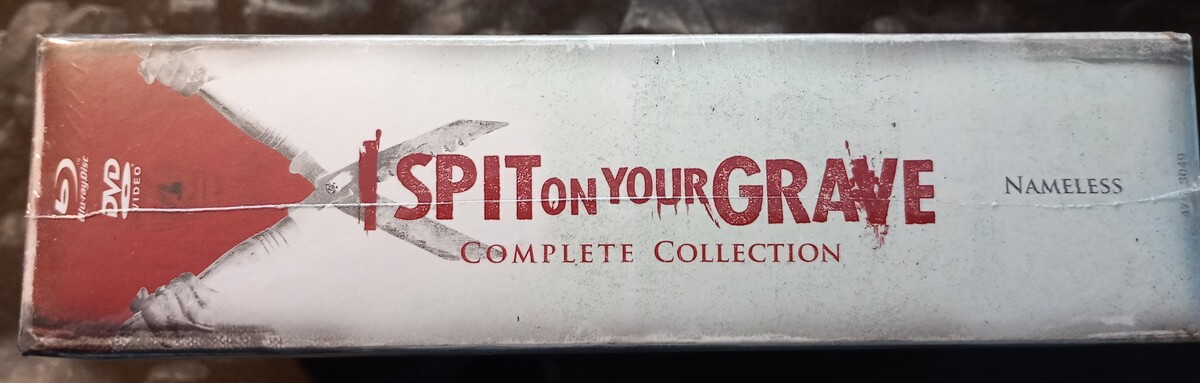 Blu-ray Disc
DVD
VIDEO
I SPIT ON YOUR GRAVE
COMPLETE COLLECTION
NAMELESS